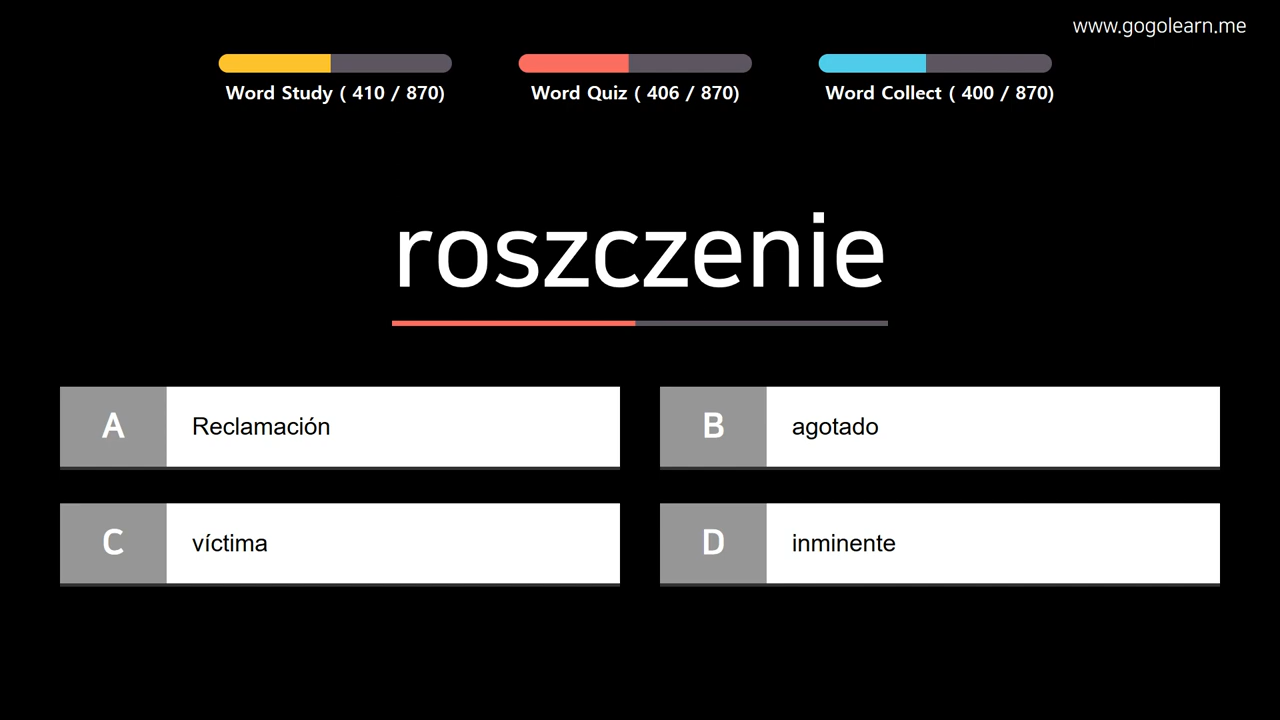 www.gogolearn.me
Word Study ( 410 / 870)
Word Quiz ( 406 / 870)
Word Collect ( 400 / 870)
roszczenie
A Reclamación
B agotado
C víctima
D inminente